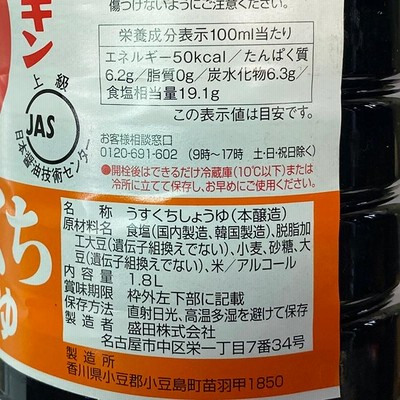 傷つけないようにご注意ください。
キン
栄養成分表示100ml当たり
エネルギー50kcal/たんぱく質
6.2g/脂質0g/炭水化物6.3g/
食塩相当量19.1g
この表示値は目安です。
上級
JAS
日本醤油技術センター
お客様相談窓口
0120-691-602 (9時〜17時 土・日・祝日除く)
●開栓後はできるだけ冷蔵庫(10℃以下)または
冷所に立てて保存し、お早めにご使用ください。
くち
ゆ
名称 うすくちしょうゆ(本醸造)
原材料名 食塩(国内製造、韓国製造)、脱脂加
工大豆(遺伝子組換えでない)、小麦、砂糖、大
豆(遺伝子組換えでない)、米/アルコール
内容量 1.8L
賞味期限 枠外左下部に記載
保存方法 直射日光、高温多湿を避けて保存
製造者 盛田株式会社
名古屋市中区栄一丁目7番34号
製造所
香川県小豆郡小豆島町苗羽甲1850